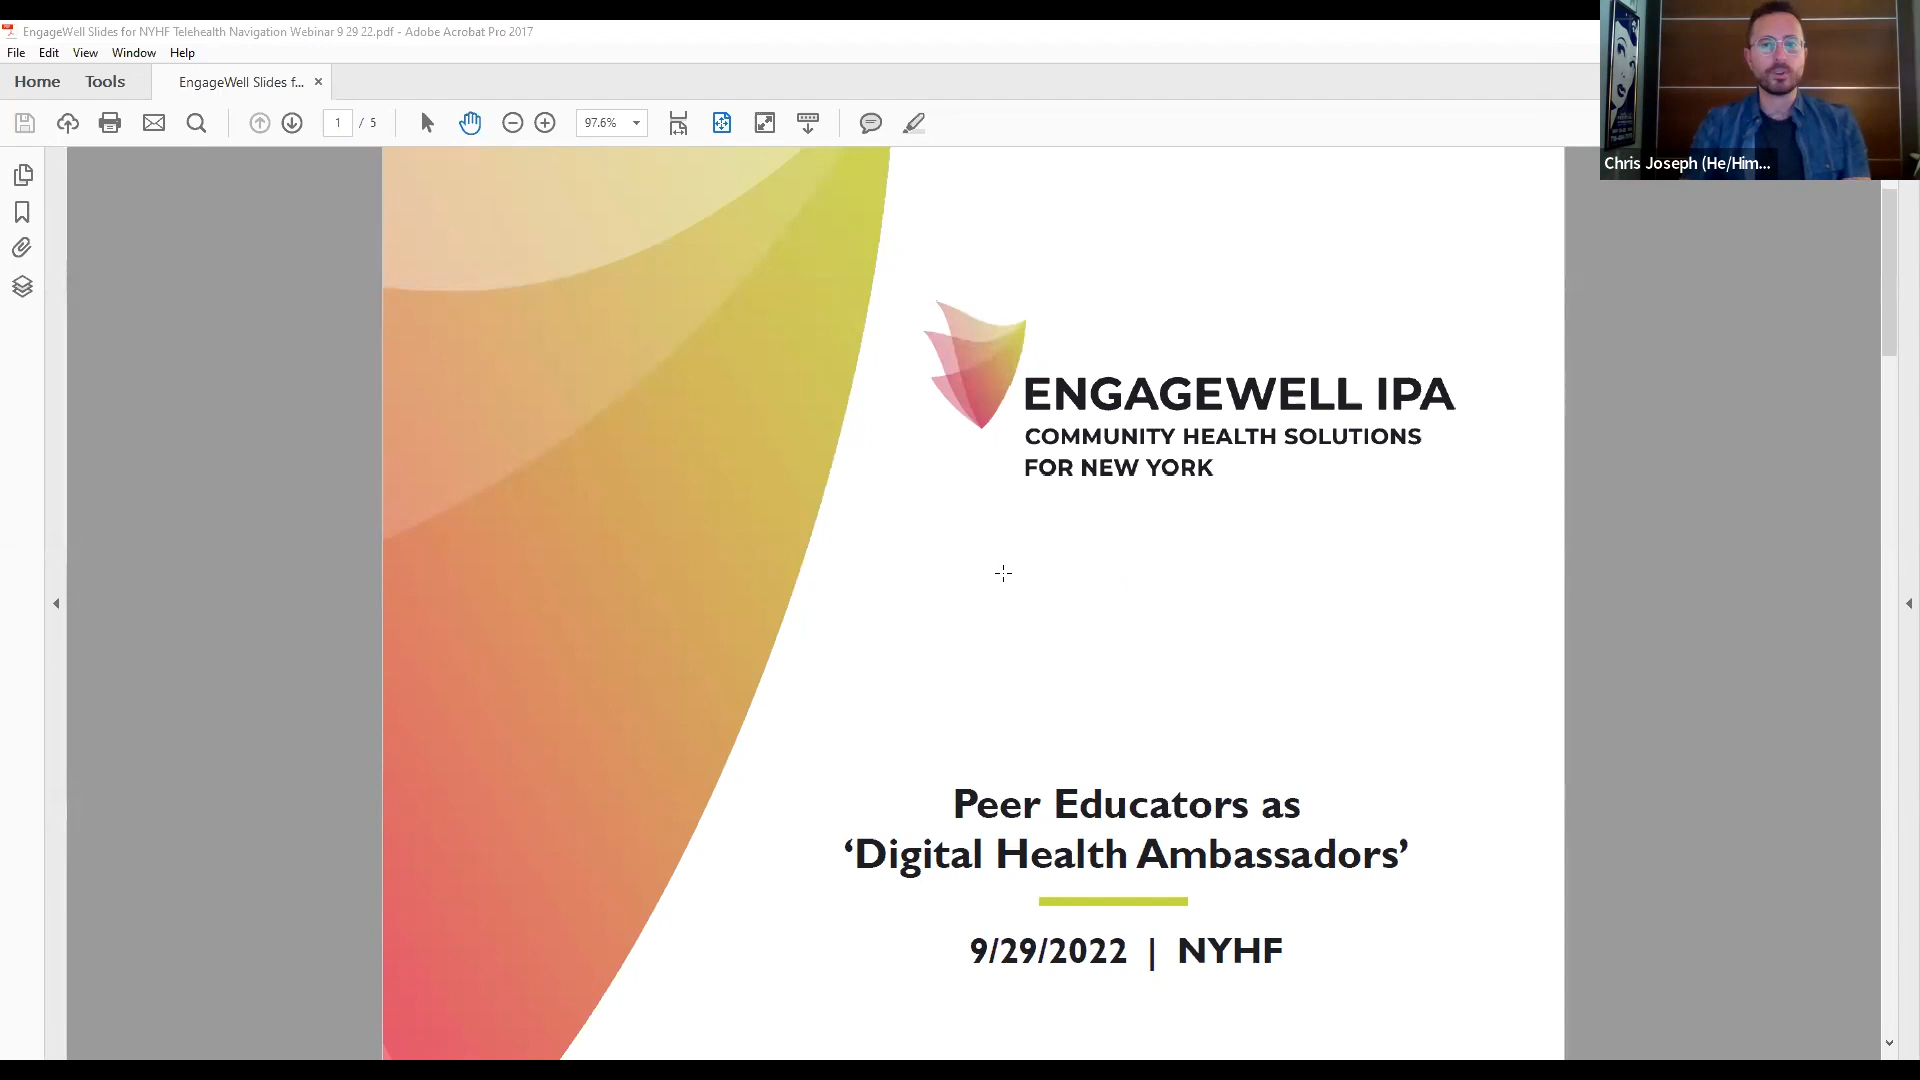 EngageWell Slides for NYHF Telehealth Navigation Webinar 9 29 22.pdf - Adobe Acrobat Pro 2017
File Edit View Window Help
Home Tools EngageWell Slides f...
1 / 5 97.6%
Chris Joseph (He/Him...
ENGAGEWELL IPA
COMMUNITY HEALTH SOLUTIONS
FOR NEW YORK
Peer Educators as
‘Digital Health Ambassadors’
9/29/2022 | NYHF